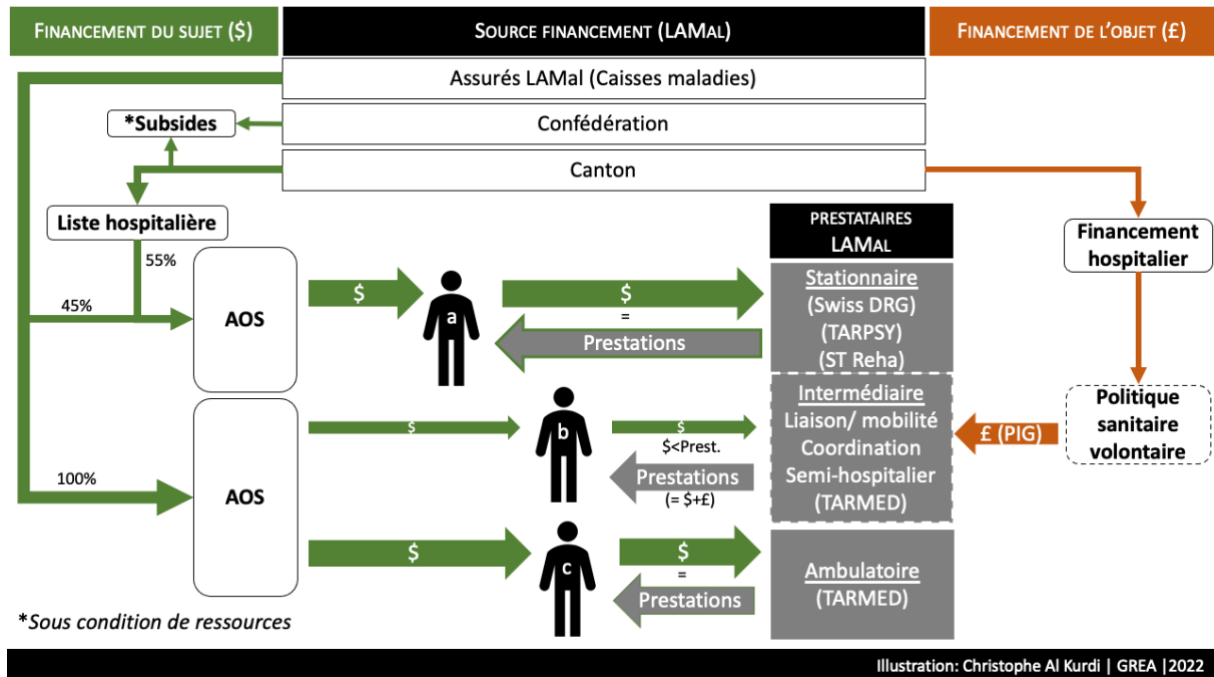 FINANCEMENT DU SUJET ($)
SOURCE FINANCEMENT (LAMAL)
FINANCEMENT DE L'OBJET (£)
Assurés LAMal (Caisses maladies)
*Subsides
Confédération
Canton
Liste hospitalière
55%
45%
AOS
$
a
$
=
Prestations
PRESTATAIRES
LAMAL
Stationnaire
(Swiss DRG)
(TARPSY)
(ST Reha)
Financement
hospitalier
100%
AOS
$
b
$
$<Prest.
Prestations
(= $+£)
Intermédiaire
Liaison/ mobilité
Coordination
Semi-hospitalier
(TARMED)
£ (PIG)
Politique
sanitaire
volontaire
$
c
$
=
Prestations
Ambulatoire
(TARMED)
*Sous condition de ressources
Illustration: Christophe Al Kurdi | GREA |2022